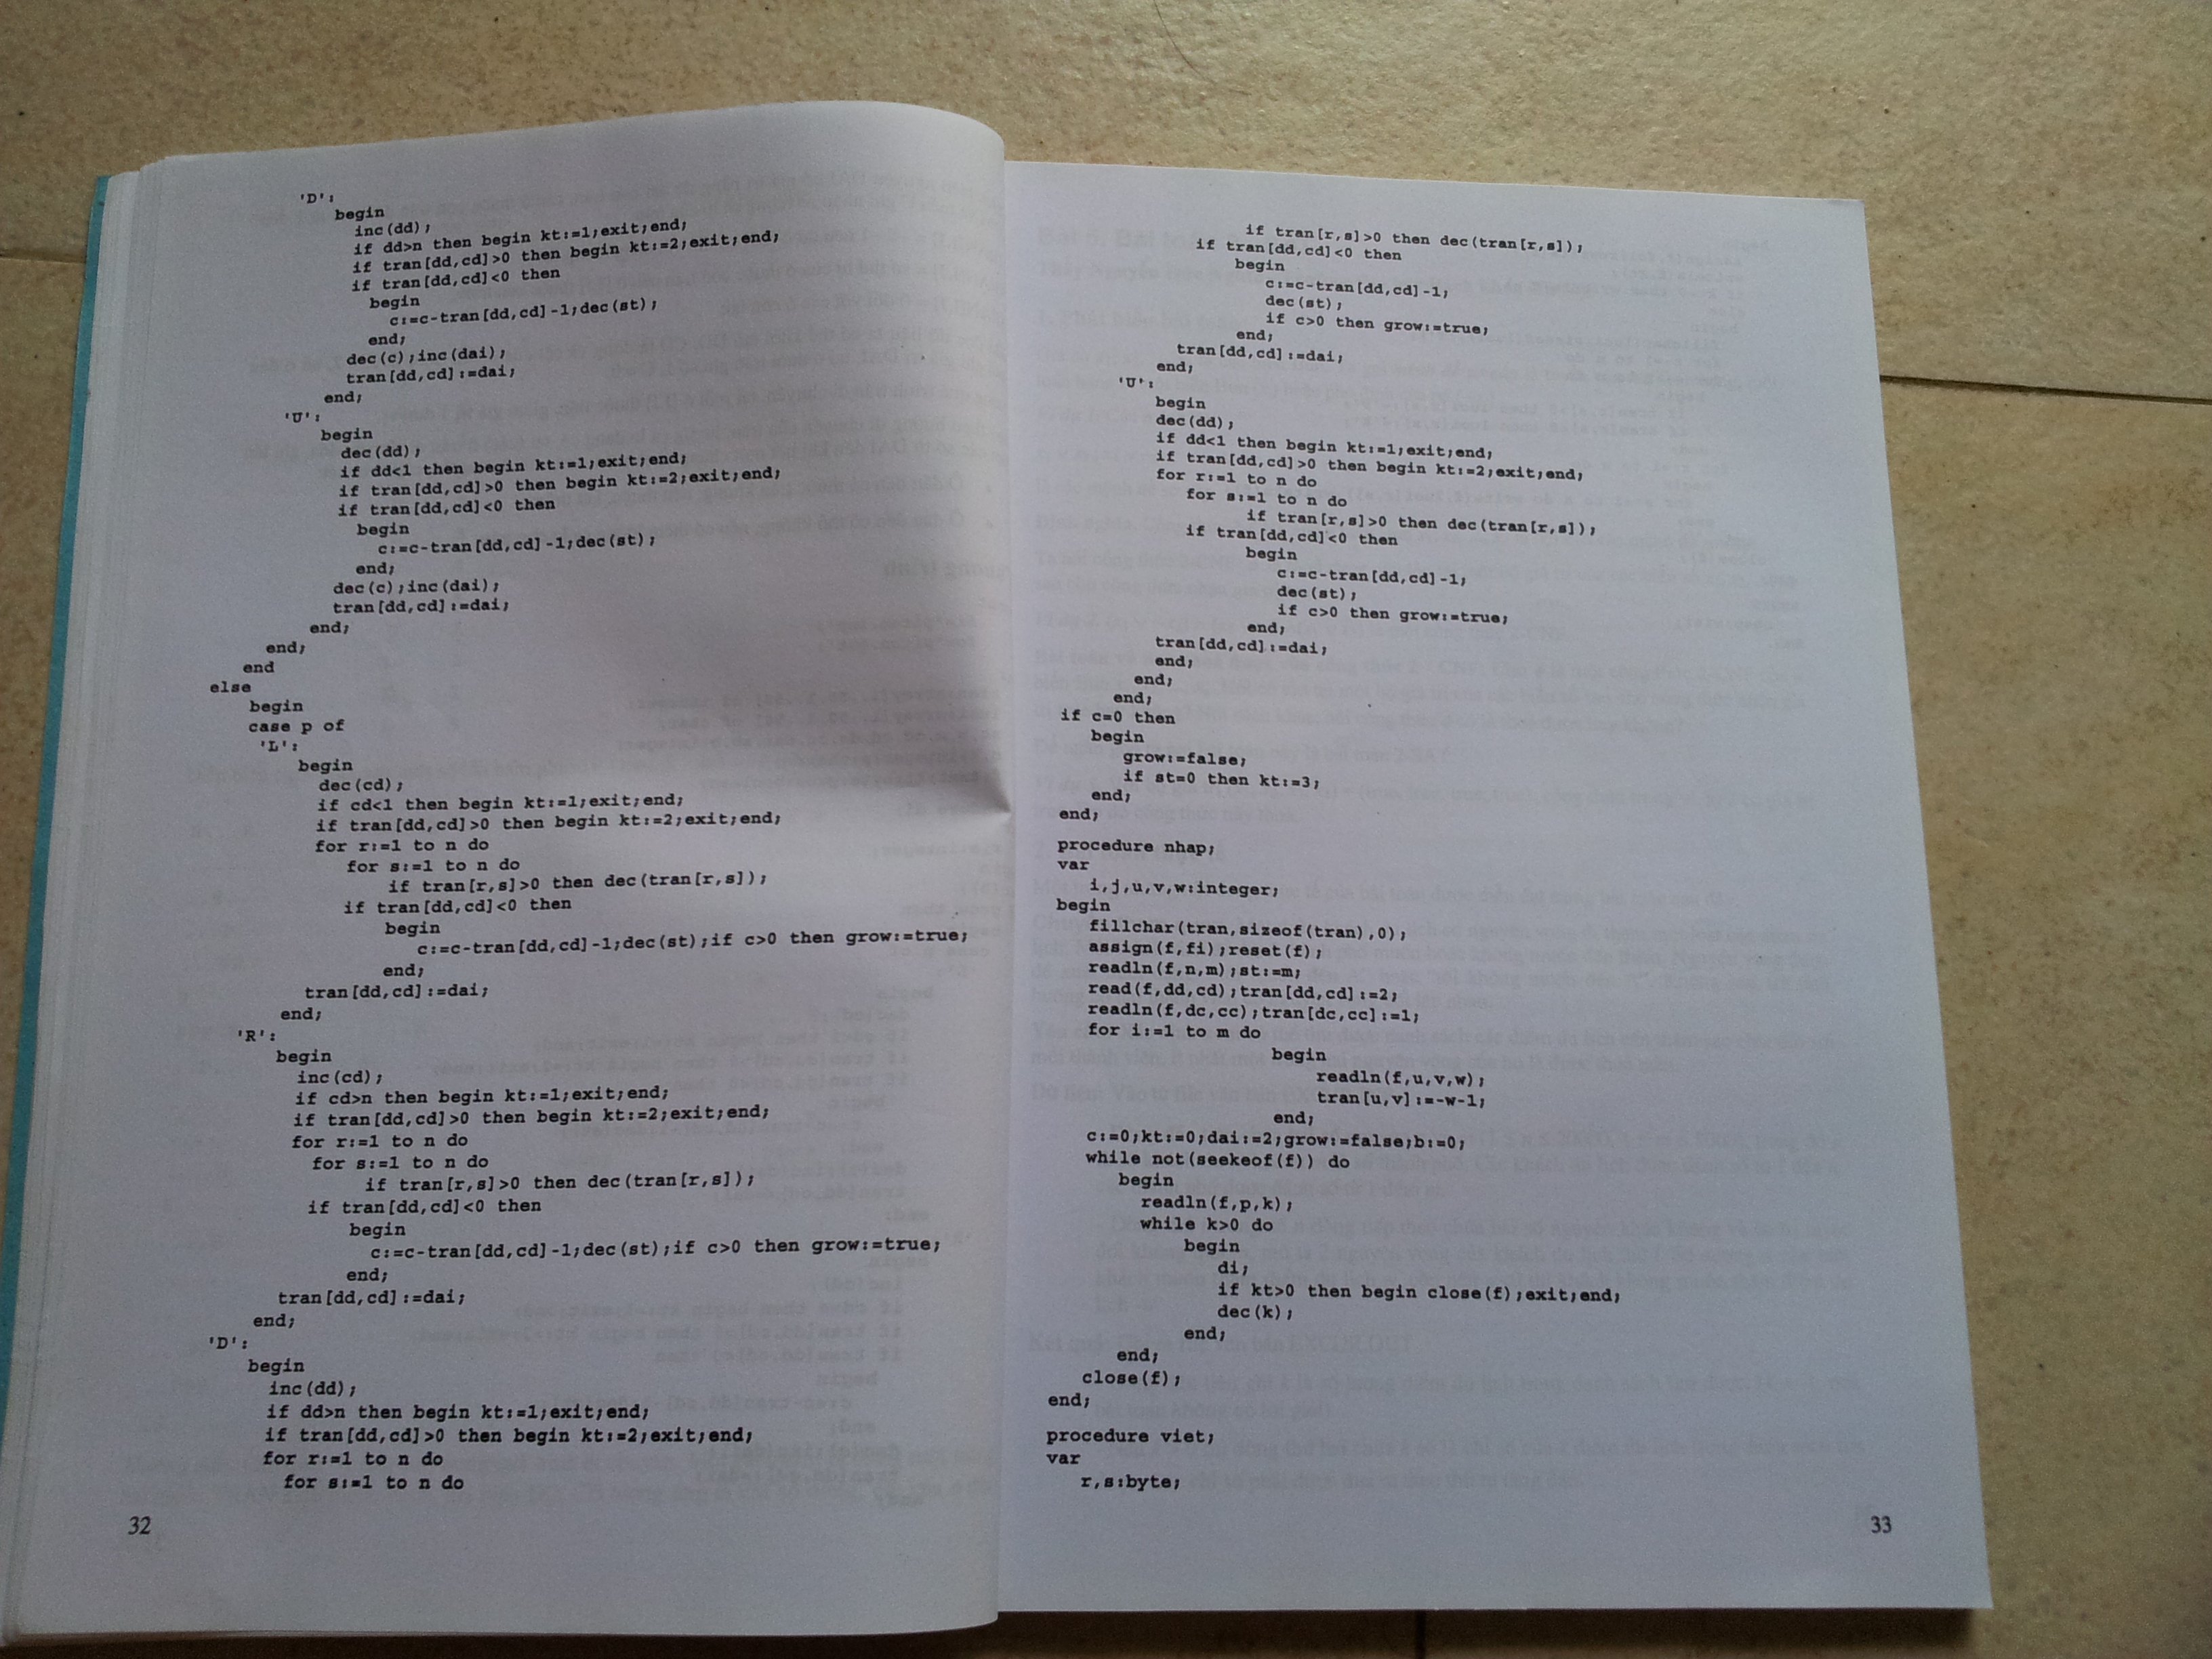 'D':
begin
inc(dd);
if dd>n then begin kt:=1;exit;end;
if tran[dd,cd]>0 then begin kt:=2;exit;end;
if tran[dd,cd]<0 then
begin
c:=c-tran[dd,cd]-1;dec(st);
end;
dec(c);inc(dai);
tran[dd,cd]:=dai;
end;
'U':
begin
dec(dd);
if dd<1 then begin kt:=1;exit;end;
if tran[dd,cd]>0 then begin kt:=2;exit;end;
if tran[dd,cd]<0 then
begin
c:=c-tran[dd,cd]-1;dec(st);
end;
dec(c);inc(dai);
tran[dd,cd]:=dai;
end;
end;
end
else
begin
case p of
'L':
begin
dec(cd);
if cd<1 then begin kt:=1;exit;end;
if tran[dd,cd]>0 then begin kt:=2;exit;end;
for r:=1 to n do
for s:=1 to n do
if tran[r,s]>0 then dec(tran[r,s]);
if tran[dd,cd]<0 then
begin
c:=c-tran[dd,cd]-1;dec(st);if c>0 then grow:=true;
end;
tran[dd,cd]:=dai;
end;
'R':
begin
inc(cd);
if cd>n then begin kt:=1;exit;end;
if tran[dd,cd]>0 then begin kt:=2;exit;end;
for r:=1 to n do
for s:=1 to n do
if tran[r,s]>0 then dec(tran[r,s]);
if tran[dd,cd]<0 then
begin
c:=c-tran[dd,cd]-1;dec(st);if c>0 then grow:=true;
end;
tran[dd,cd]:=dai;
end;
'D':
begin
inc(dd);
if dd>n then begin kt:=1;exit;end;
if tran[dd,cd]>0 then begin kt:=2;exit;end;
for r:=1 to n do
for s:=1 to n do
32
if tran[r,s]>0 then dec(tran[r,s]);
if tran[dd,cd]<0 then
begin
c:=c-tran[dd,cd]-1;
dec(st);
if c>0 then grow:=true;
end;
tran[dd,cd]:=dai;
end;
'U':
begin
dec(dd);
if dd<1 then begin kt:=1;exit;end;
if tran[dd,cd]>0 then begin kt:=2;exit;end;
for r:=1 to n do
for s:=1 to n do
if tran[r,s]>0 then dec(tran[r,s]);
if tran[dd,cd]<0 then
begin
c:=c-tran[dd,cd]-1;
dec(st);
if c>0 then grow:=true;
end;
tran[dd,cd]:=dai;
end;
end;
end;
if c=0 then
begin
grow:=false;
if st=0 then kt:=3;
end;
end;
procedure nhap;
var
i,j,u,v,w:integer;
begin
fillchar(tran,sizeof(tran),0);
assign(f,fi);reset(f);
readln(f,n,m);st:=m;
read(f,dd,cd);tran[dd,cd]:=2;
readln(f,dc,cc);tran[dc,cc]:=1;
for i:=1 to m do
begin
readln(f,u,v,w);
tran[u,v]:=-w-1;
end;
c:=0;kt:=0;dai:=2;grow:=false;b:=0;
while not(seekeof(f)) do
begin
readln(f,p,k);
while k>0 do
begin
di;
if kt>0 then begin close(f);exit;end;
dec(k);
end;
end;
close(f);
end;
procedure viet;
var
r,s:byte;
33